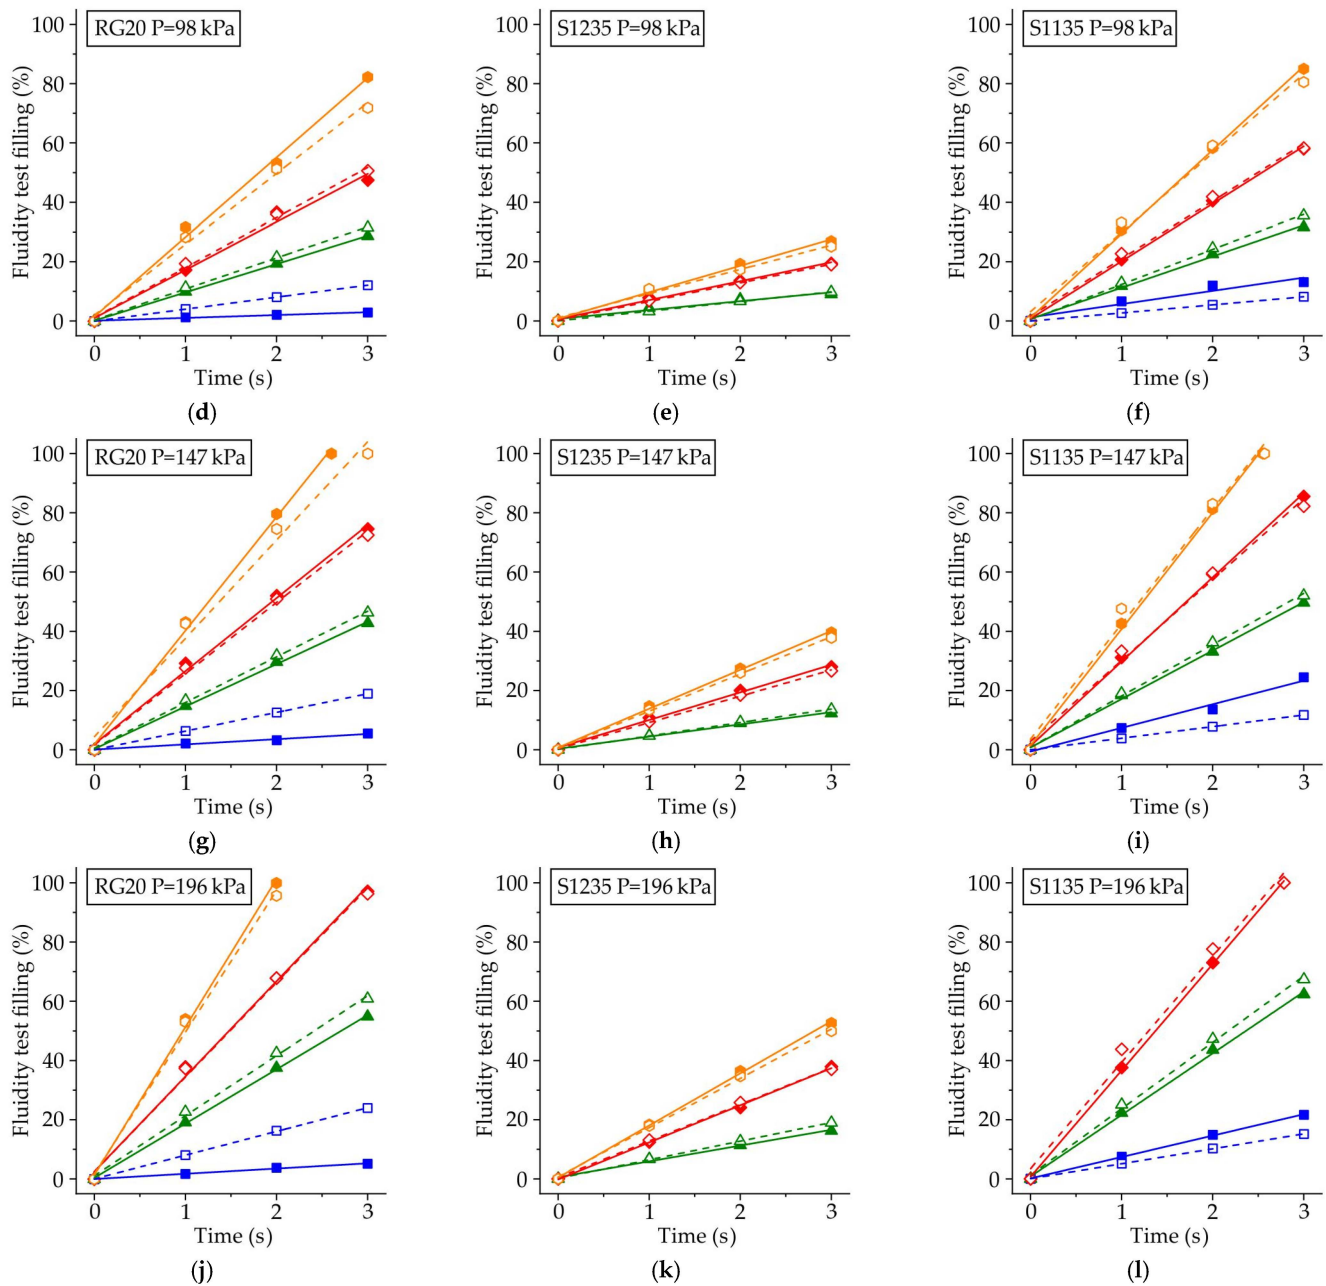 RG20 P=98 kPa
Fluidity test filling (%)
100
80
60
40
20
0
0 1 2 3
Time (s)
(d)
S1235 P=98 kPa
Fluidity test filling (%)
100
80
60
40
20
0
0 1 2 3
Time (s)
(e)
S1135 P=98 kPa
Fluidity test filling (%)
100
80
60
40
20
0
0 1 2 3
Time (s)
(f)
RG20 P=147 kPa
Fluidity test filling (%)
100
80
60
40
20
0
0 1 2 3
Time (s)
(g)
S1235 P=147 kPa
Fluidity test filling (%)
100
80
60
40
20
0
0 1 2 3
Time (s)
(h)
S1135 P=147 kPa
Fluidity test filling (%)
100
80
60
40
20
0
0 1 2 3
Time (s)
(i)
RG20 P=196 kPa
Fluidity test filling (%)
100
80
60
40
20
0
0 1 2 3
Time (s)
(j)
S1235 P=196 kPa
Fluidity test filling (%)
100
80
60
40
20
0
0 1 2 3
Time (s)
(k)
S1135 P=196 kPa
Fluidity test filling (%)
100
80
60
40
20
0
0 1 2 3
Time (s)
(l)